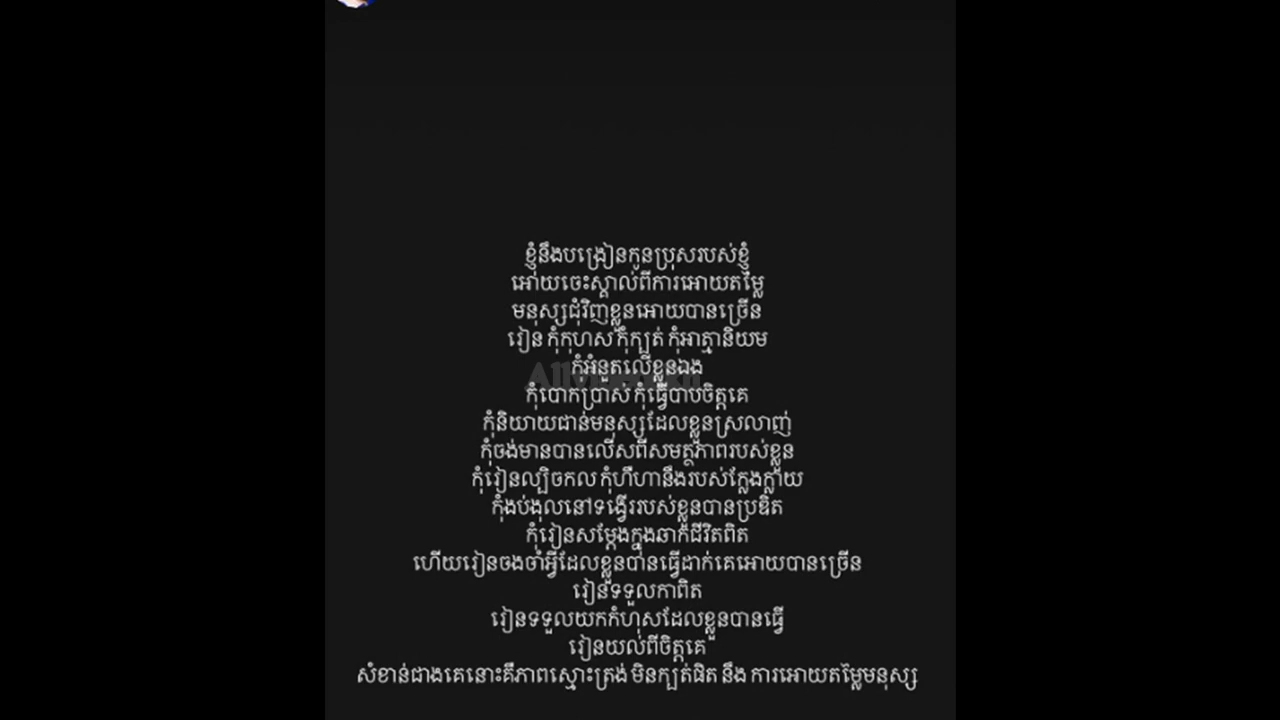 ខ្ញុំនឹងបង្រៀនកូនប្រុសរបស់ខ្ញុំ
អោយចេះស្គាល់ពីការអោយតម្លៃ
មនុស្សជុំវិញខ្លួនអោយបានច្រើន
រៀន កុំកុហស កុំក្បត់ កុំអាត្មានិយម
កុំអំនួតលើខ្លួនឯង
កុំបោកប្រាស់ កុំធ្វើបាបចិត្តគេ
កុំនិយាយជាន់មនុស្សដែលខ្លួនស្រលាញ់
កុំចង់មានបានលើសពីសមត្ថភាពរបស់ខ្លួន
កុំរៀនល្បិចកល កុំហឺហានឹងរបស់ក្លែងក្លាយ
កុំងប់ងុលនៅទង្វើររបស់ខ្លួនបានប្រឌិត
កុំរៀនសម្ដែងក្នុងឆាកជីវិតពិត
ហើយរៀនចងចាំអ្វីដែលខ្លួនបានធ្វើដាក់គេអោយបានច្រើន
រៀនទទួលកាពិត
រៀនទទួលយកកំហុសដែលខ្លួនបានធ្វើ
រៀនយល់ពីចិត្តគេ
សំខាន់ជាងគេនោះគឺភាពស្មោះត្រង់ មិនក្បត់ផិត នឹង ការអោយតម្លៃមនុស្ស